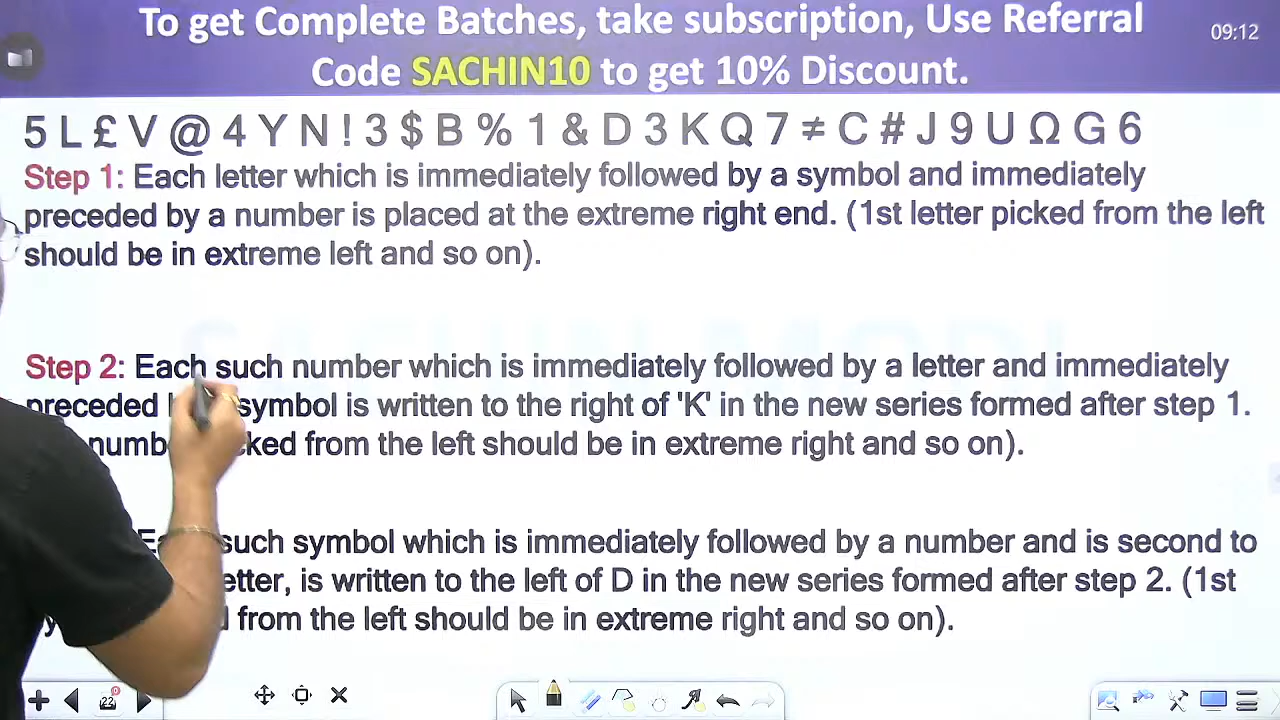 To get Complete Batches, take subscription, Use Referral
Code SACHIN10 to get 10% Discount.
09:12
5 L £ V @ 4 Y N ! 3 $ B % 1 & D 3 K Q 7 ≠ C # J 9 U Ω G 6
Step 1: Each letter which is immediately followed by a symbol and immediately
preceded by a number is placed at the extreme right end. (1st letter picked from the left
should be in extreme left and so on).
Step 2: Each such number which is immediately followed by a letter and immediately
preceded symbol is written to the right of 'K' in the new series formed after step 1.
from the left should be in extreme right and so on).
such symbol which is immediately followed by a number and is second to
is written to the left of D in the new series formed after step 2. (1st
from the left should be in extreme right and so on).
22